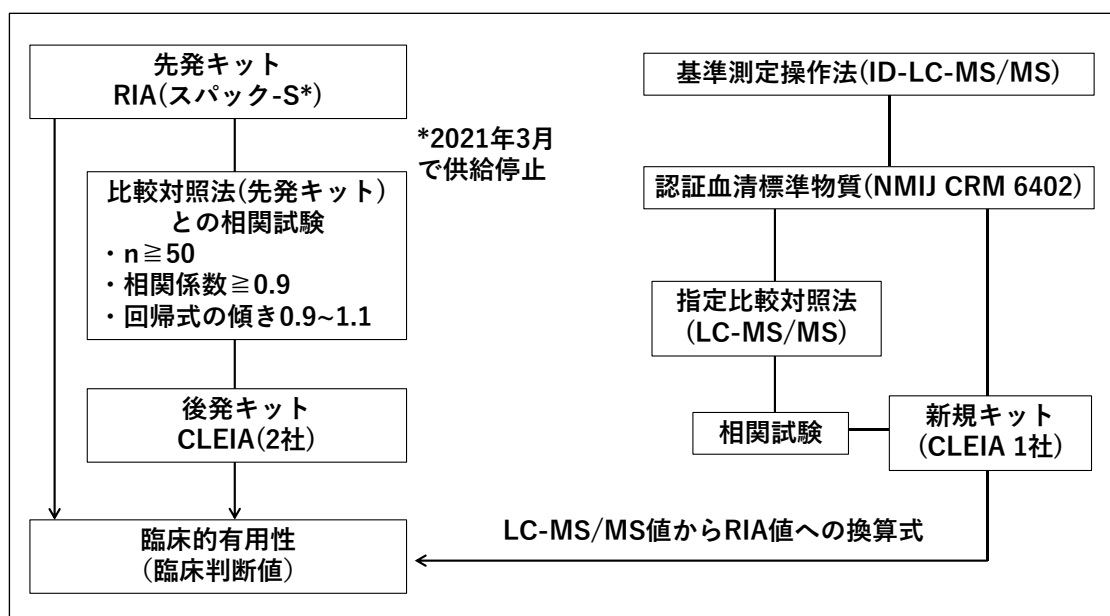 先発キット
RIA(スパック-S*)
*2021年3月
で供給停止
比較対照法(先発キット)
との相関試験
・n≧50
・相関係数≧0.9
・回帰式の傾き0.9~1.1
後発キット
CLEIA(2社)
臨床的有用性
(臨床判断値)
基準測定操作法(ID-LC-MS/MS)
認証血清標準物質(NMIJ CRM 6402)
指定比較対照法
(LC-MS/MS)
相関試験
新規キット
(CLEIA 1社)
LC-MS/MS値からRIA値への換算式